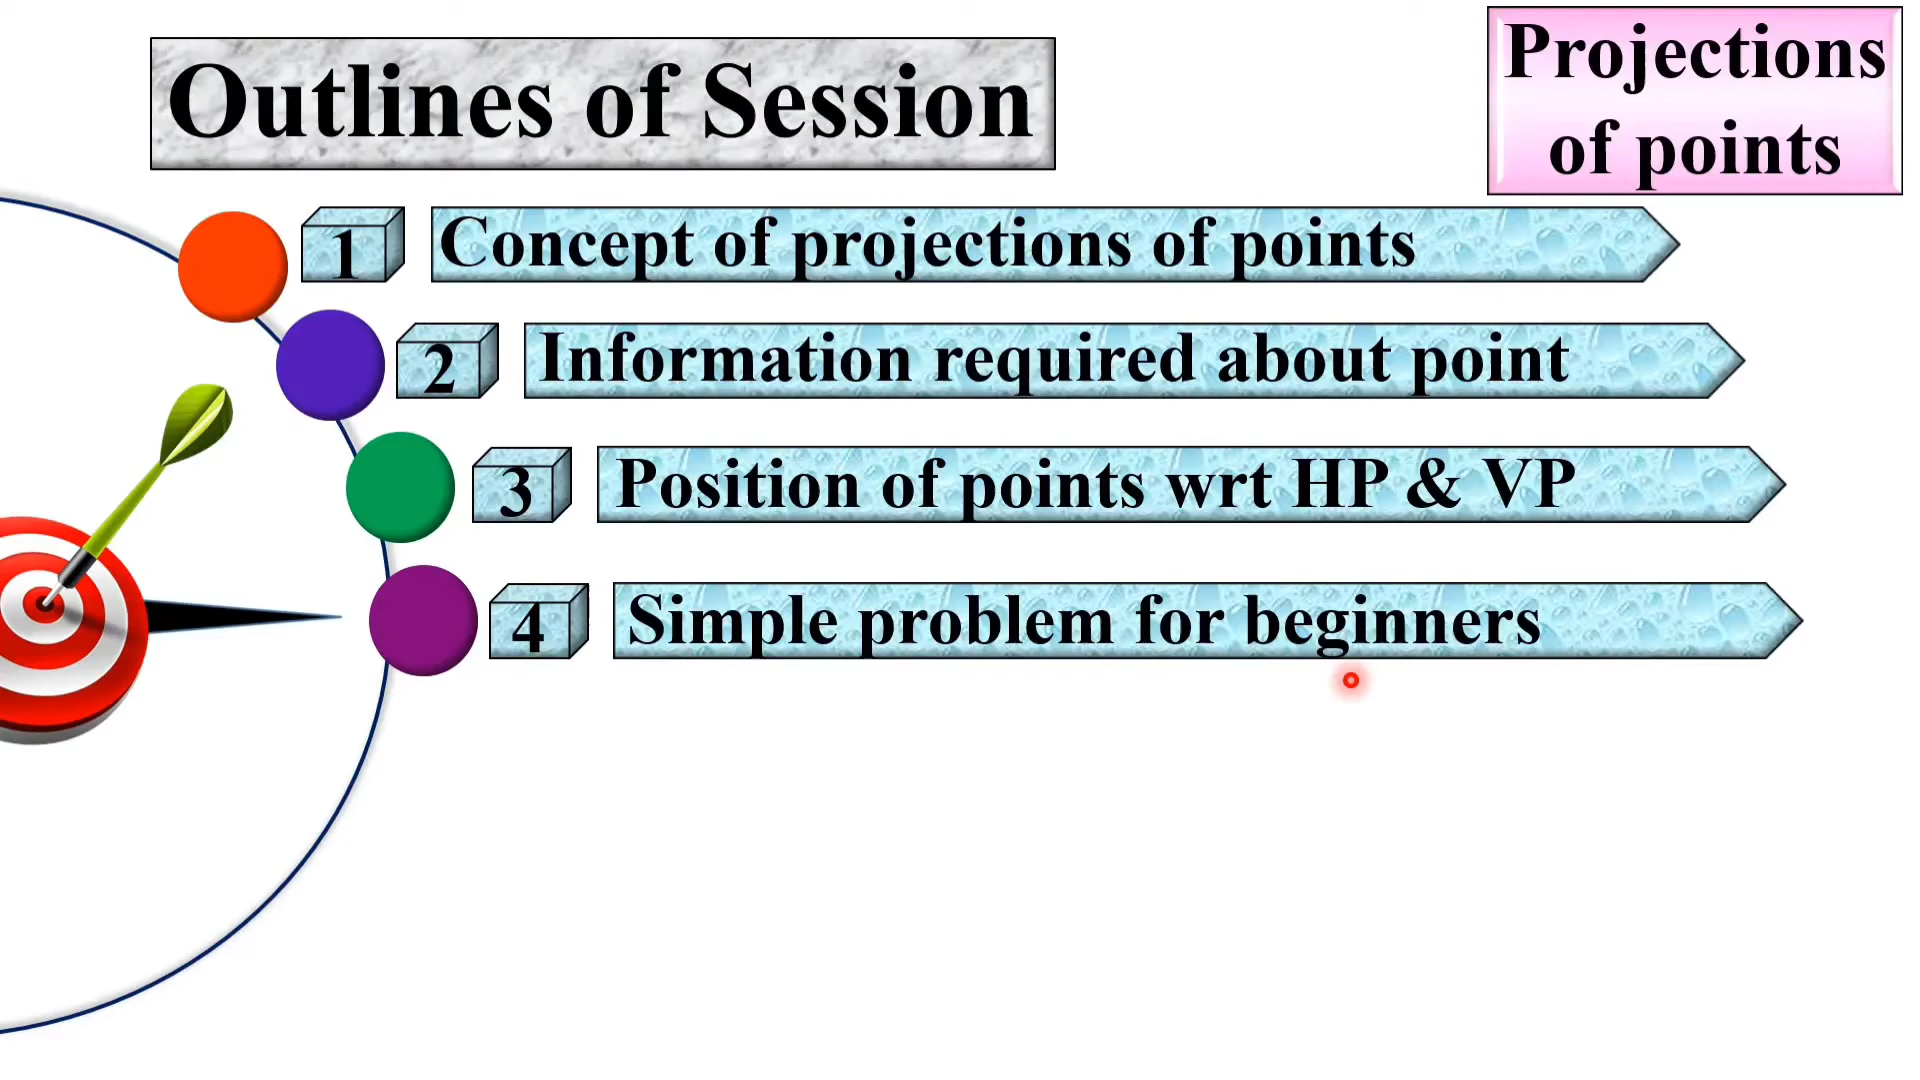 Outlines of Session
Projections
of points
1 Concept of projections of points
2 Information required about point
3 Position of points wrt HP & VP
4 Simple problem for beginners